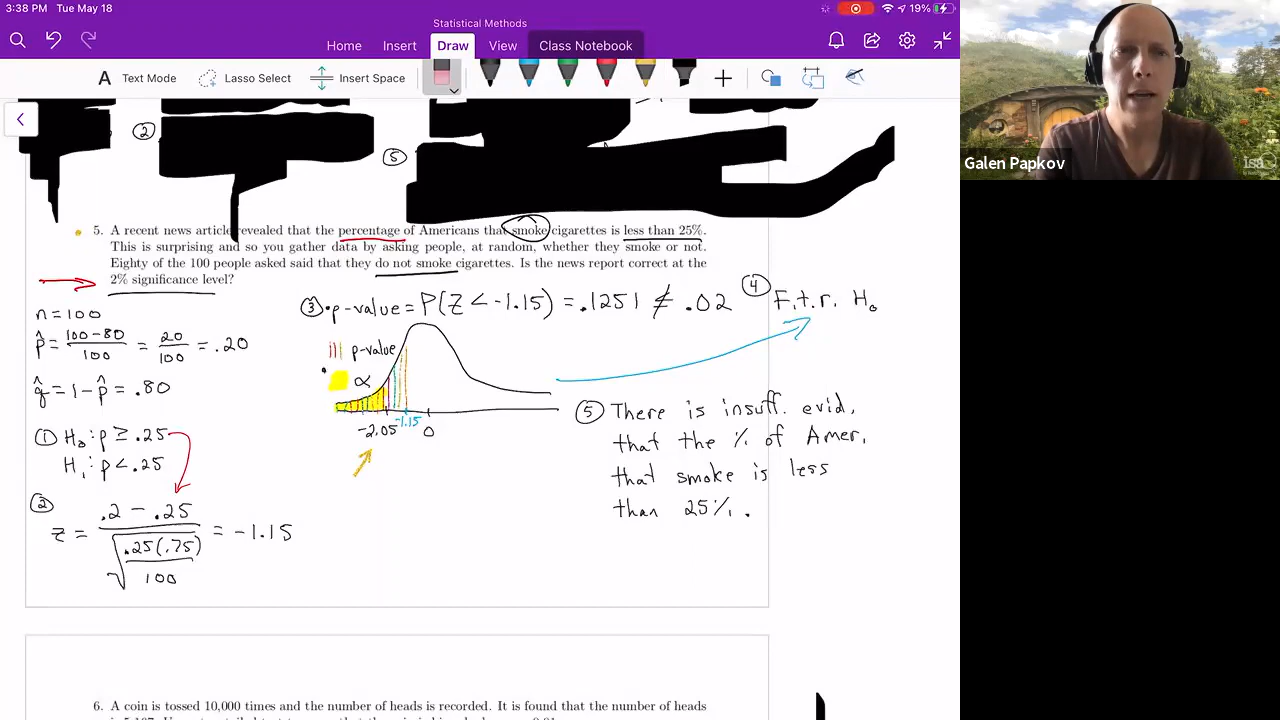 3:38 PM Tue May 18
19%
Statistical Methods
Home Insert Draw View Class Notebook
A Text Mode Lasso Select Insert Space
Galen Papkov
2
5
5. A recent news article revealed that the percentage of Americans that smoke cigarettes is less than 25%.
This is surprising and so you gather data by asking people, at random, whether they smoke or not.
Eighty of the 100 people asked said that they do not smoke cigarettes. Is the news report correct at the
2% significance level?
n = 100
p̂ = 100-80/100 = 20/100 = .20
q̂ = 1 - p̂ = .80
① H₀: p ≥ .25
H₁: p < .25
② z = .2 - .25 / √(.25(.75)/100) = -1.15
③ p-value = P(Z < -1.15) = .1251 ≮ .02
p-value
α
-2.05 -1.15 0
④ F.t.r. H₀
⑤ There is insuff. evid.
that the % of Amer.
that smoke is less
than 25%.
6. A coin is tossed 10,000 times and the number of heads is recorded. It is found that the number of heads